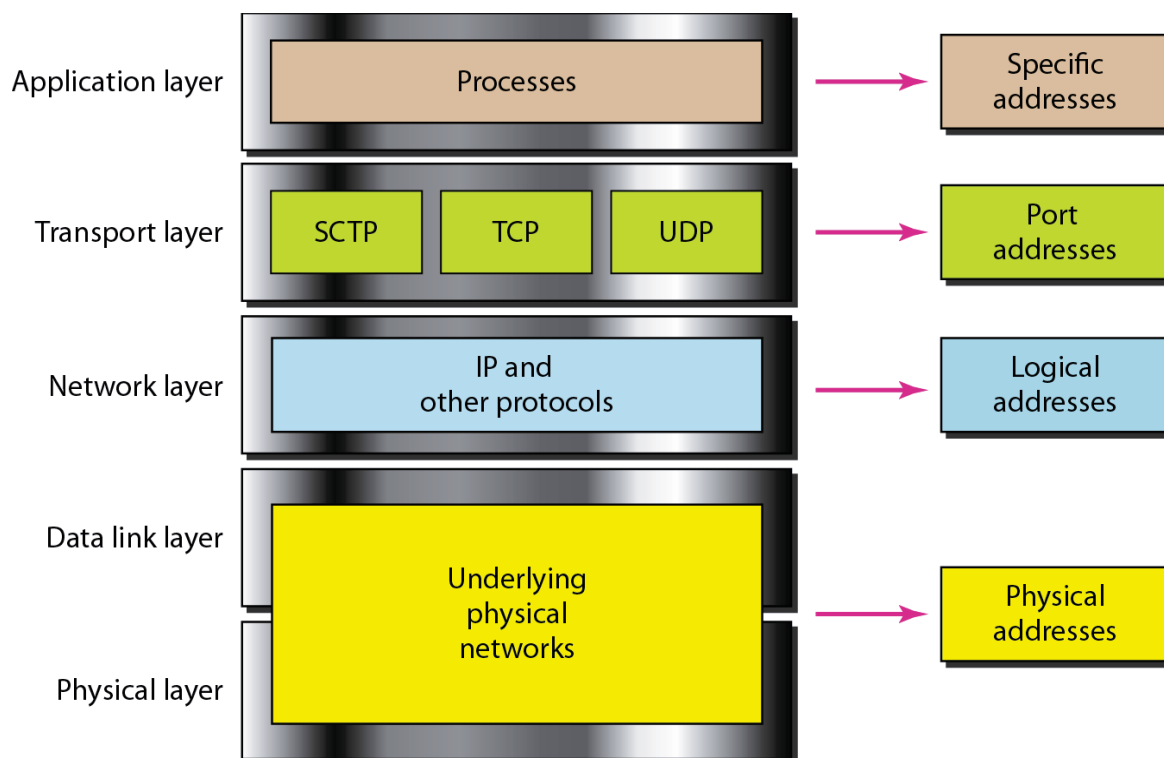 Application layer
Processes
Specific
addresses
Transport layer
SCTP
TCP
UDP
Port
addresses
Network layer
IP and
other protocols
Logical
addresses
Data link layer
Underlying
physical
networks
Physical
addresses
Physical layer